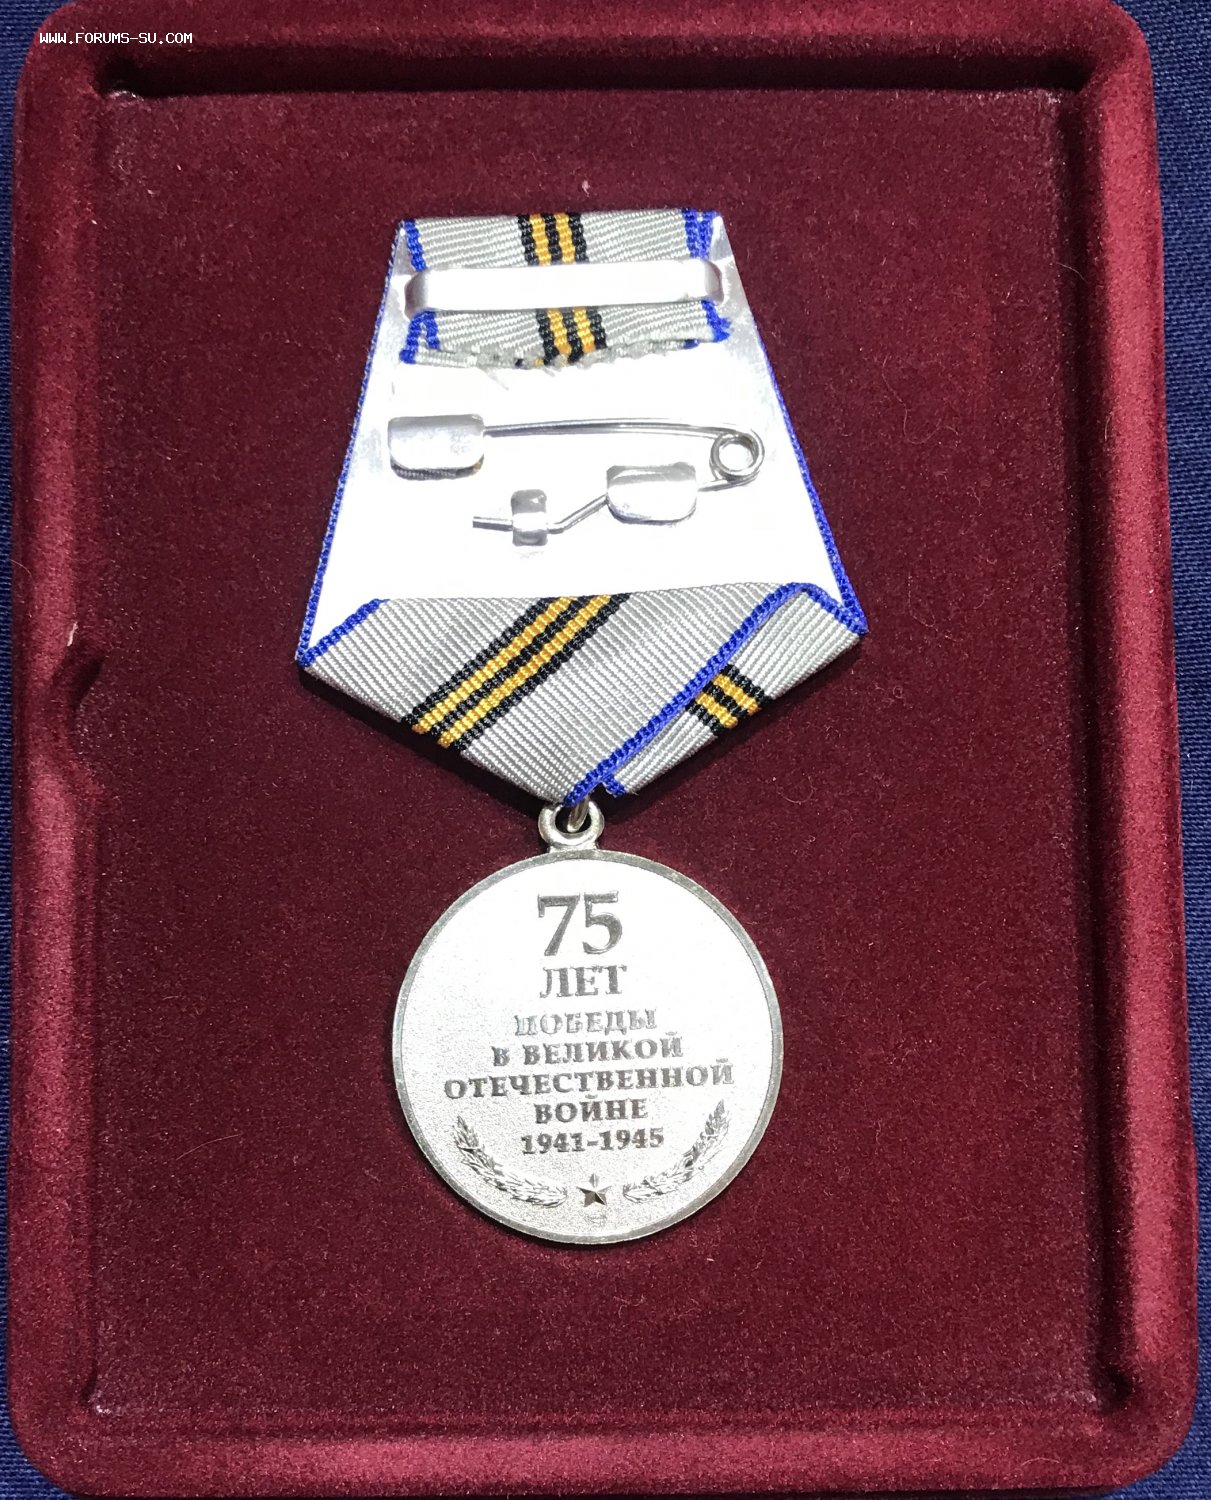 WWW.FORUMS-SU.COM
75
ЛЕТ
ПОБЕДЫ
В ВЕЛИКОЙ
ОТЕЧЕСТВЕННОЙ
ВОЙНЕ
1941-1945